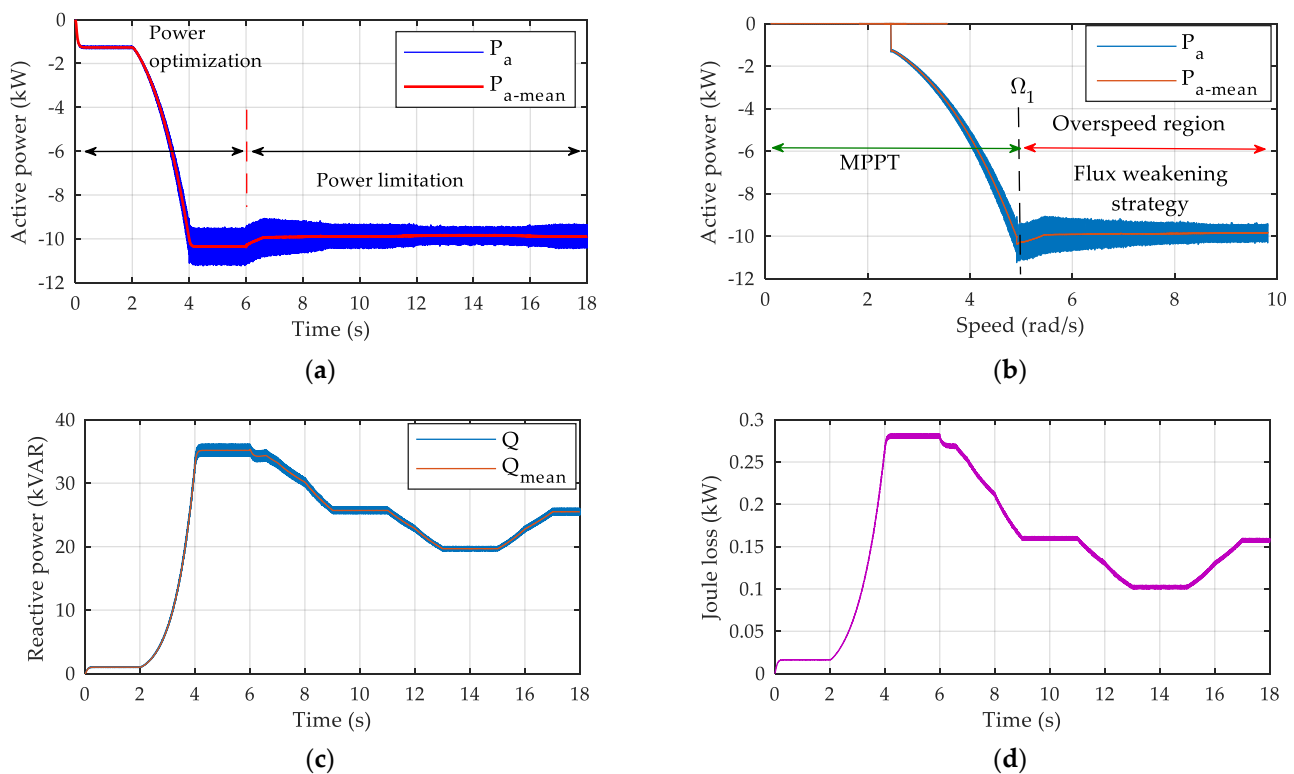 0
-2
-4
-6
-8
-10
-12
Active power (kW)
Power
optimization
P_a
P_a-mean
Power limitation
0 2 4 6 8 10 12 14 16 18
Time (s)
(a)
0
-2
-4
-6
-8
-10
-12
Active power (kW)
P_a
P_a-mean
Ω_1
Overspeed region
MPPT
Flux weakening
strategy
0 2 4 6 8 10
Speed (rad/s)
(b)
40
30
20
10
0
Reactive power (kVAR)
Q
Q_mean
0 2 4 6 8 10 12 14 16 18
Time (s)
(c)
0.3
0.25
0.2
0.15
0.1
0.05
0
Joule loss (kW)
0 2 4 6 8 10 12 14 16 18
Time (s)
(d)